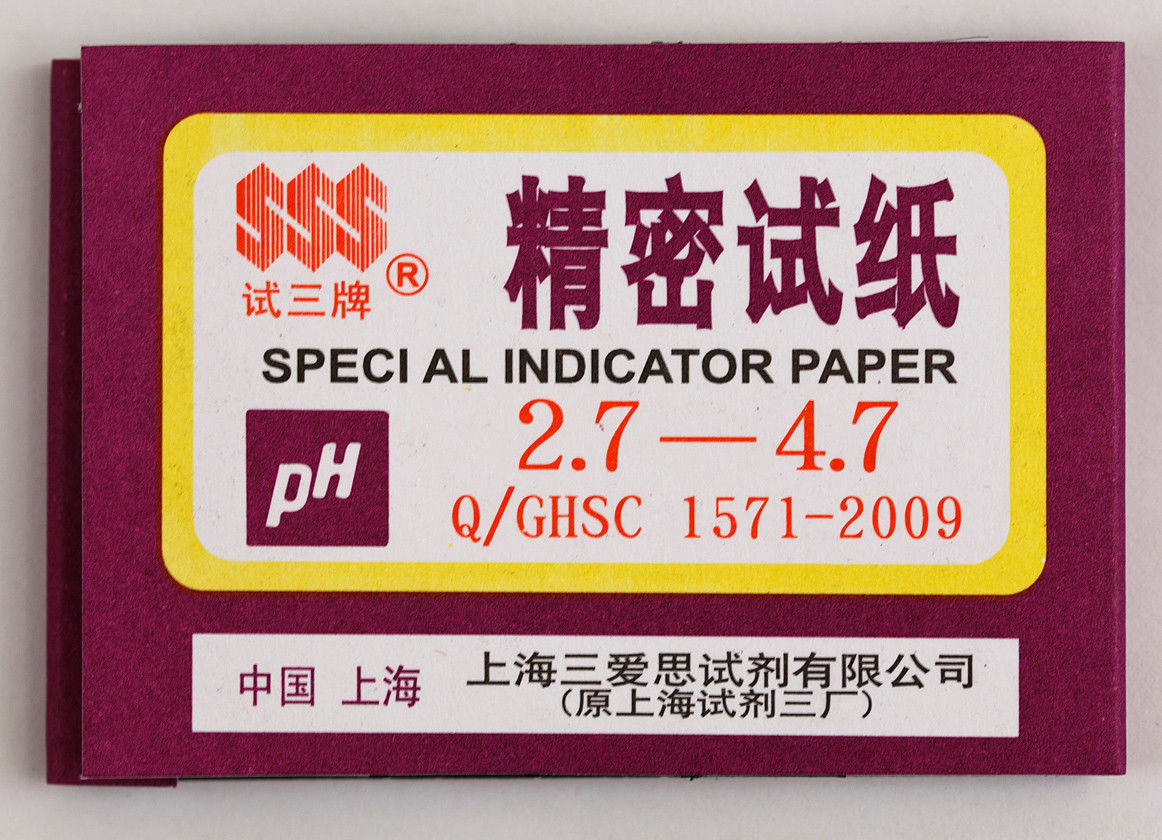 SSS
试三牌®
精密试纸
SPECI AL INDICATOR PAPER
pH
2.7—4.7
Q/GHSC 1571-2009
中国 上海
上海三爱思试剂有限公司
(原上海试剂三厂)